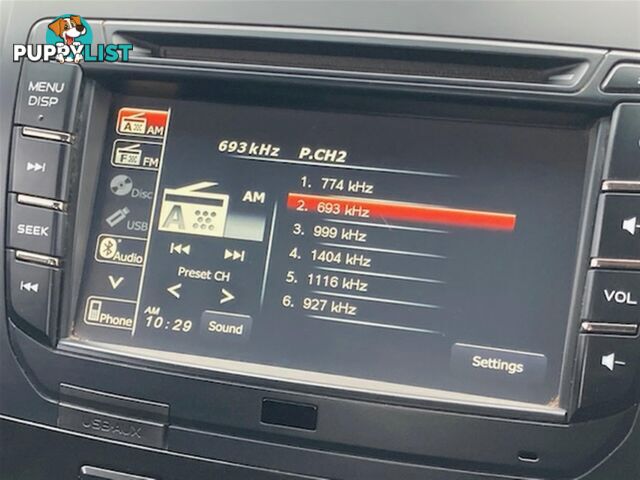 PUPPYLIST
MENU
DISP
SEEK
A AM
F FM
Disc
USB
Audio
Phone
693 kHz P.CH2
AM
A
Preset CH
AM
10:29
Sound
1. 774 kHz
2. 693 kHz
3. 999 kHz
4. 1404 kHz
5. 1116 kHz
6. 927 kHz
Settings
VOL
USB/AUX